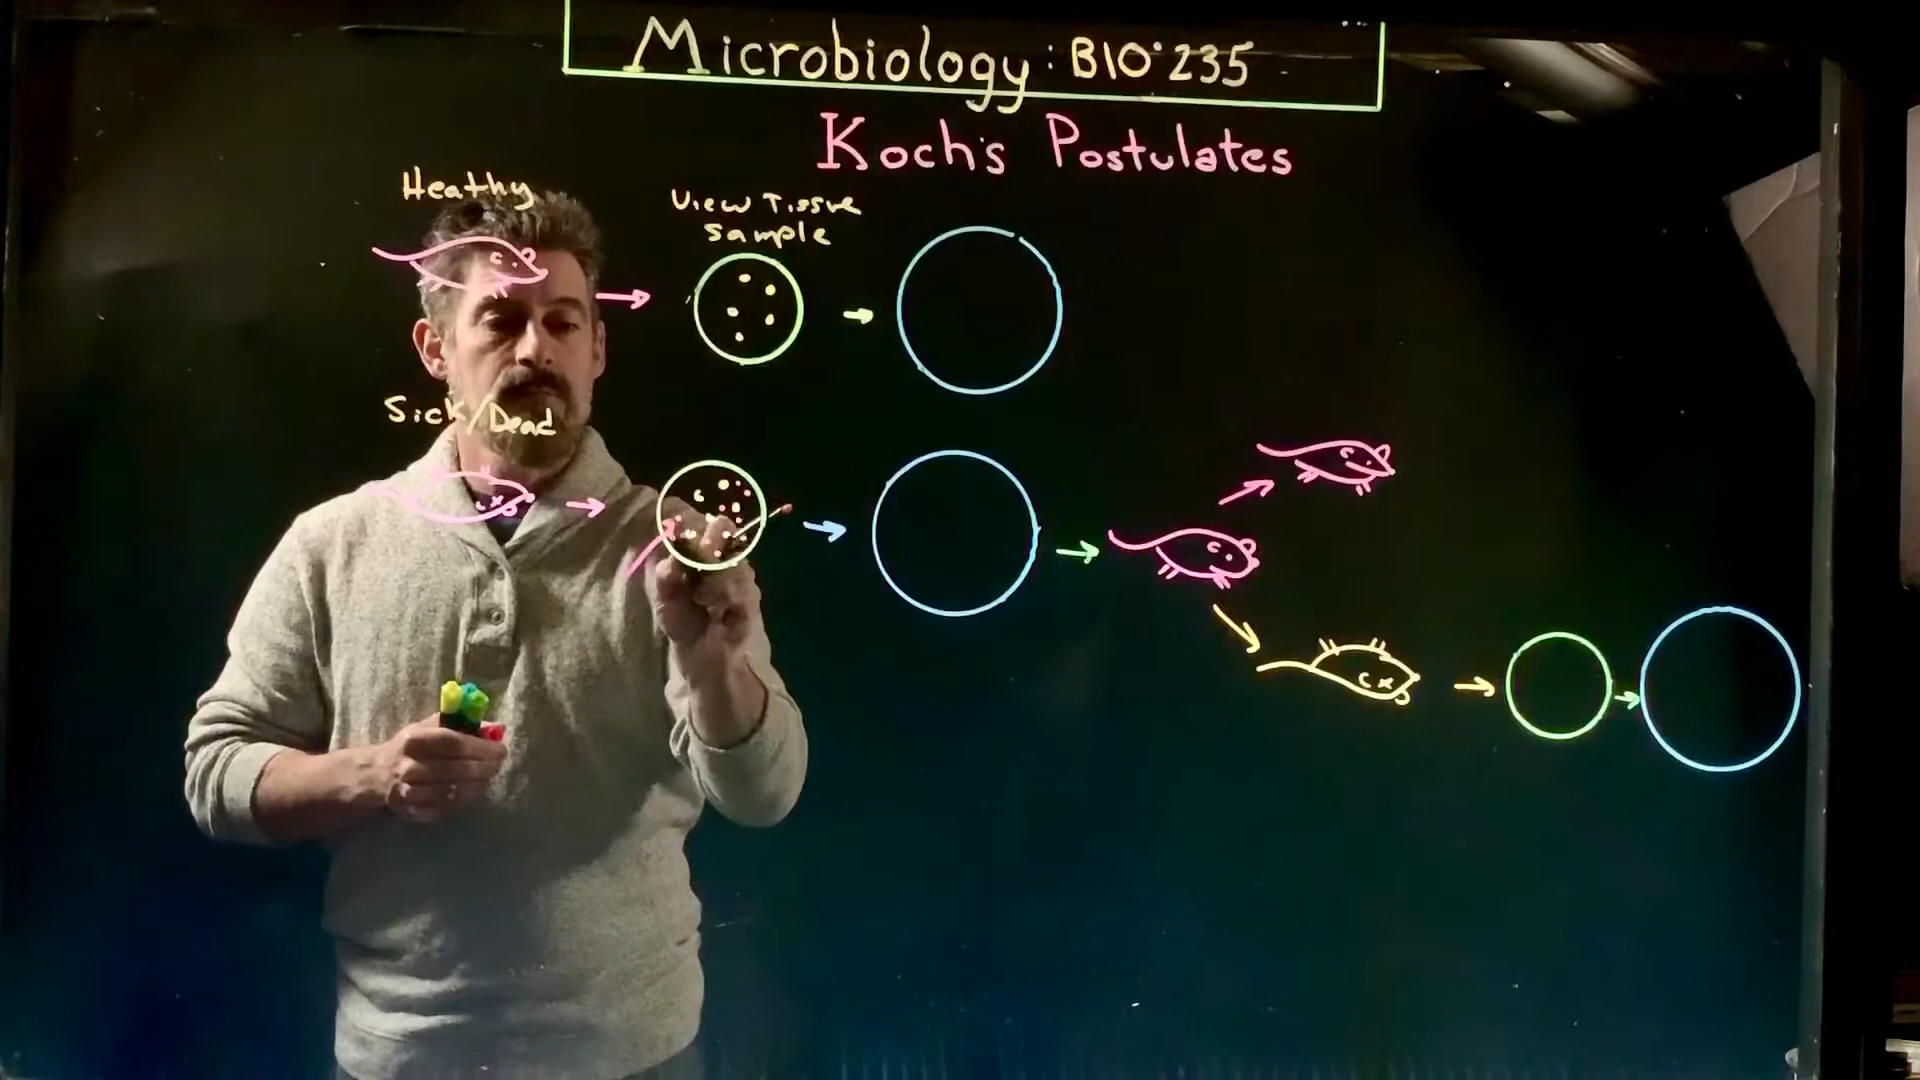 Microbiology: BIO 235
Koch's Postulates
Heathy
View Tissue
Sample
Sick/Dead